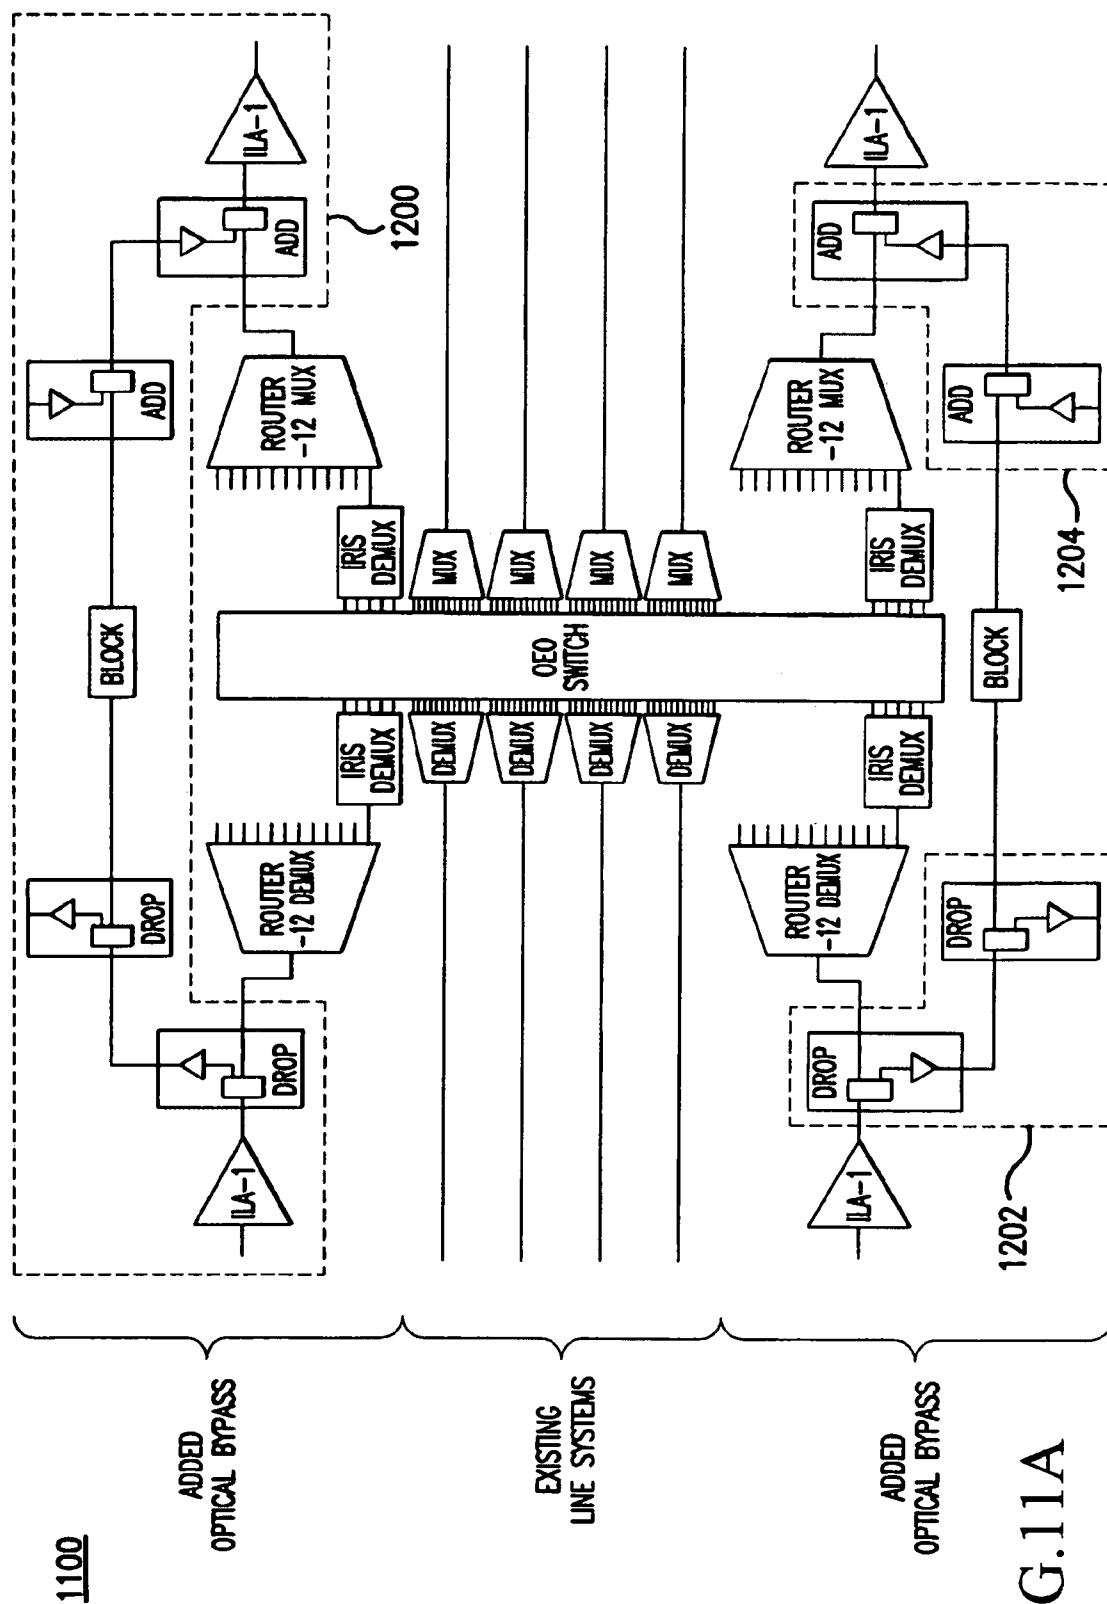 1100
ADDED
OPTICAL BYPASS
EXISTING
LINE SYSTEMS
ADDED
OPTICAL BYPASS
ILA-1
DROP
DROP
BLOCK
ADD
ADD
ILA-1
1200
ROUTER
-12 DEMUX
IRIS
DEMUX
IRIS
DEMUX
ROUTER
-12 MUX
DEMUX
DEMUX
DEMUX
DEMUX
OEO
SWITCH
MUX
MUX
MUX
MUX
ROUTER
-12 DEMUX
IRIS
DEMUX
IRIS
DEMUX
ROUTER
-12 MUX
ILA-1
DROP
DROP
BLOCK
ADD
ADD
ILA-1
1202
1204
G.11A